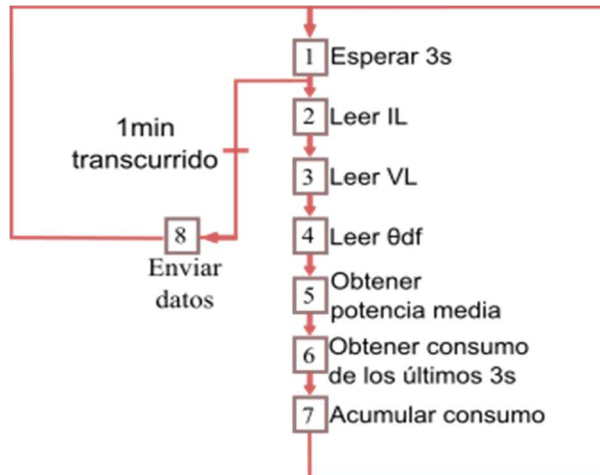 1 Esperar 3s
2 Leer IL
1min
transcurrido
3 Leer VL
8
4 Leer θdf
Enviar
datos
5 Obtener
potencia media
6 Obtener consumo
de los últimos 3s
7 Acumular consumo